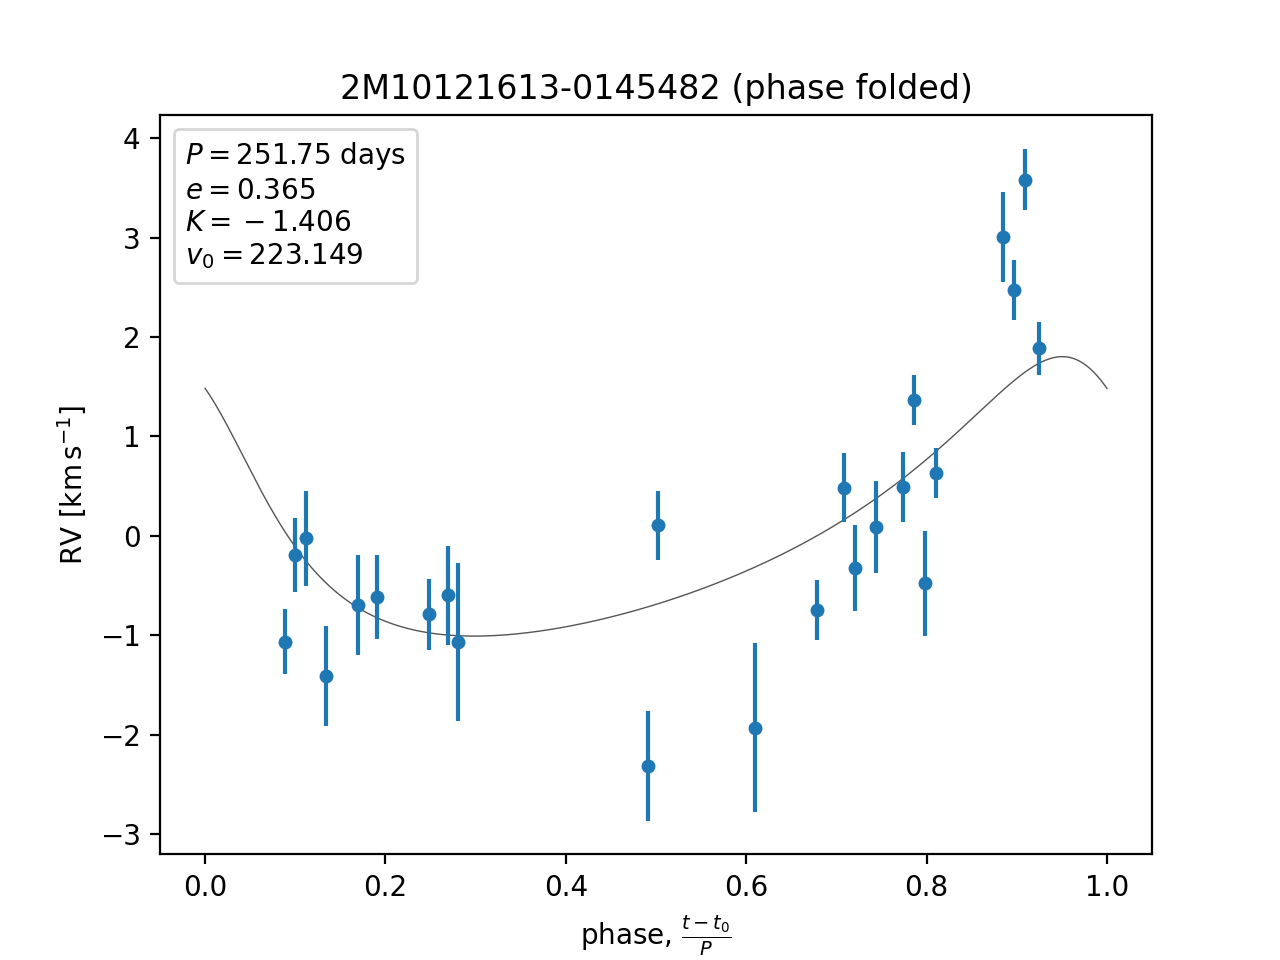 2M10121613-0145482 (phase folded)
P = 251.75 days
e = 0.365
K = −1.406
v₀ = 223.149
4
3
2
1
0
−1
−2
−3
RV [km s⁻¹]
0.0 0.2 0.4 0.6 0.8 1.0
phase, (t − t₀)/P